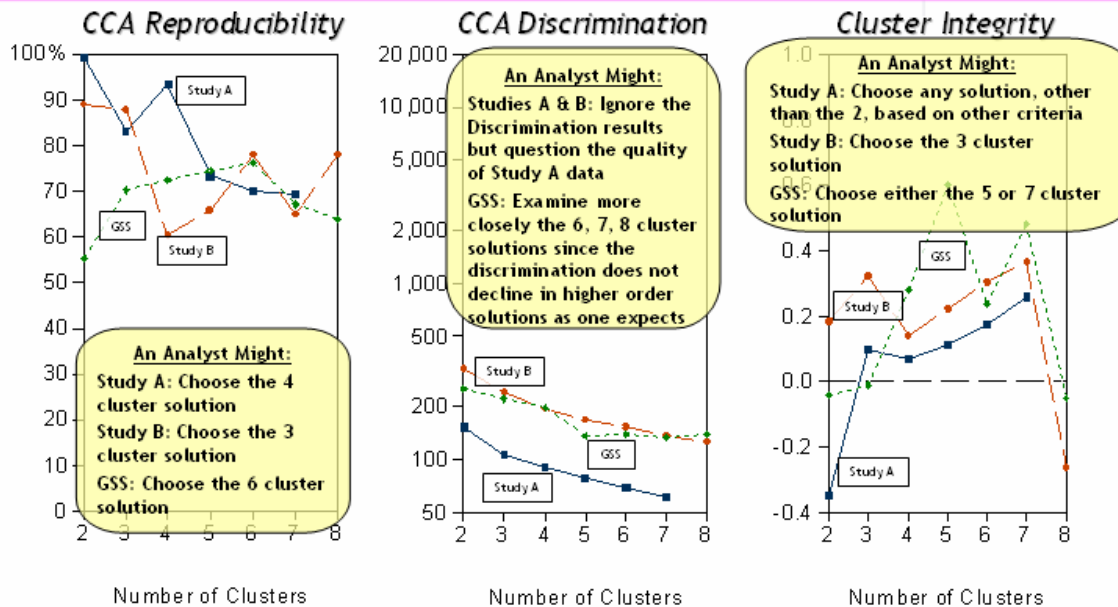 CCA Reproducibility
100%
90
80
70
60
50
40
30
20
10
0
Study A
GSS
Study B
An Analyst Might:
Study A: Choose the 4
cluster solution
Study B: Choose the 3
cluster solution
GSS: Choose the 6 cluster
solution
2 3 4 5 6 7 8
Number of Clusters
CCA Discrimination
20,000
10,000
5,000
2,000
1,000
500
200
100
50
An Analyst Might:
Studies A & B: Ignore the
Discrimination results
but question the quality
of Study A data
GSS: Examine more
closely the 6, 7, 8 cluster
solutions since the
discrimination does not
decline in higher order
solutions as one expects
Study B
GSS
Study A
2 3 4 5 6 7 8
Number of Clusters
Cluster Integrity
1.0
An Analyst Might:
Study A: Choose any solution, other
than the 2, based on other criteria
Study B: Choose the 3 cluster
solution
GSS: Choose either the 5 or 7 cluster
solution
0.4
0.2
0.0
-0.2
-0.4
GSS
Study B
Study A
2 3 4 5 6 7 8
Number of Clusters